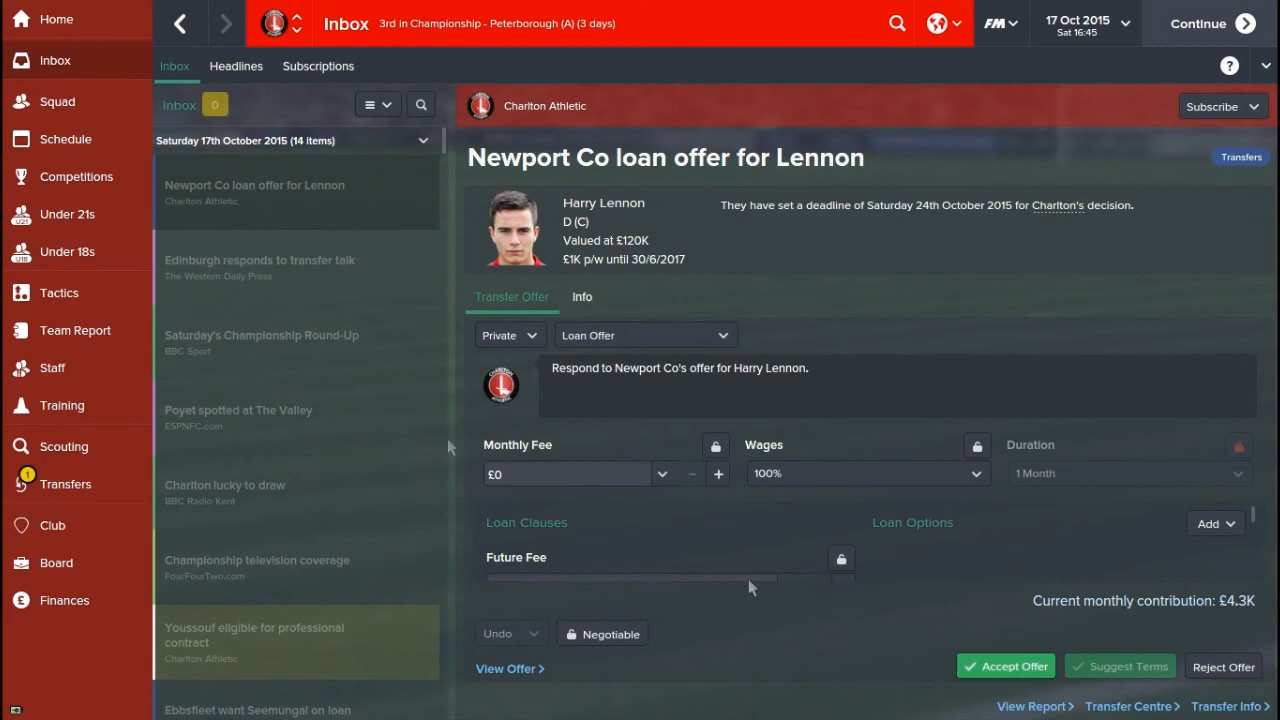 Home
Inbox
Squad
Schedule
Competitions
U21
Under 21s
U18
Under 18s
Tactics
Team Report
Staff
Training
Scouting
1
Transfers
Club
Board
Finances
Inbox
3rd in Championship - Peterborough (A) (3 days)
FM
17 Oct 2015
Sat 16:45
Continue
Inbox
Headlines
Subscriptions
?
Inbox
0
Saturday 17th October 2015 (14 items)
Newport Co loan offer for Lennon
Charlton Athletic
Edinburgh responds to transfer talk
The Western Daily Press
Saturday's Championship Round-Up
BBC Sport
Poyet spotted at The Valley
ESPNFC.com
Charlton lucky to draw
BBC Radio Kent
Championship television coverage
FourFourTwo.com
Youssouf eligible for professional
contract
Charlton Athletic
Ebbsfleet want Seemungal on loan
Charlton Athletic
Subscribe
Newport Co loan offer for Lennon
Transfers
Harry Lennon
D (C)
Valued at £120K
£1K p/w until 30/6/2017
They have set a deadline of Saturday 24th October 2015 for Charlton's decision.
Transfer Offer
Info
Private
Loan Offer
Respond to Newport Co's offer for Harry Lennon.
Monthly Fee
£0
Wages
100%
Duration
1 Month
Loan Clauses
Loan Options
Add
Future Fee
Current monthly contribution: £4.3K
Undo
Negotiable
View Offer >
Accept Offer
Suggest Terms
Reject Offer
View Report >
Transfer Centre >
Transfer Info >